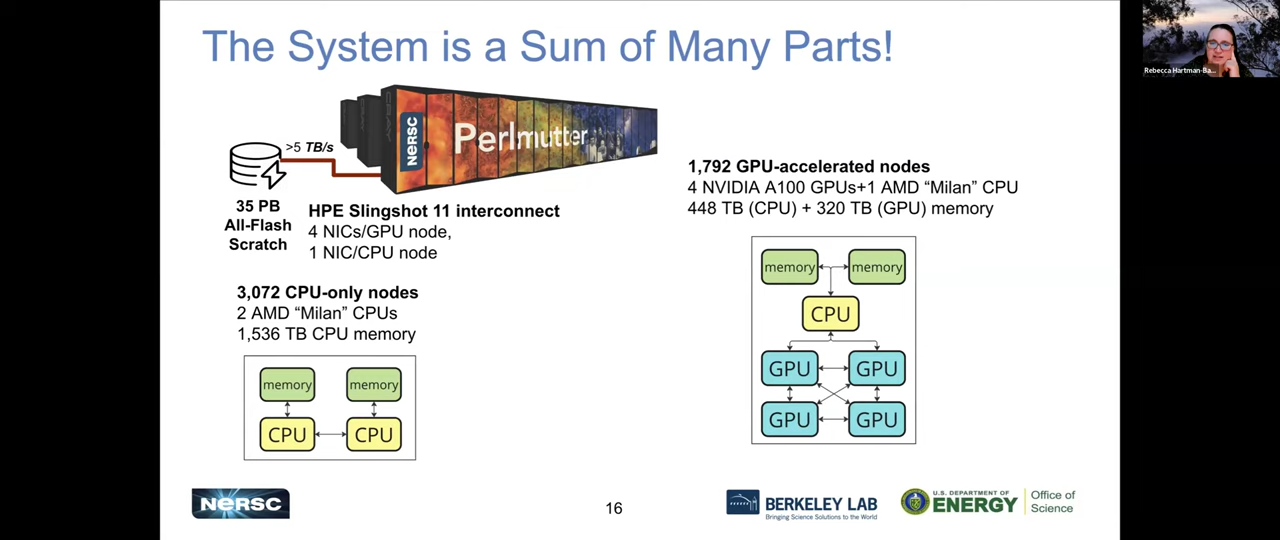 The System is a Sum of Many Parts!
Rebecca Hartman-Ba...
NERSC
Perlmutter
>5 TB/s
35 PB
All-Flash
Scratch
HPE Slingshot 11 interconnect
4 NICs/GPU node,
1 NIC/CPU node
1,792 GPU-accelerated nodes
4 NVIDIA A100 GPUs+1 AMD “Milan” CPU
448 TB (CPU) + 320 TB (GPU) memory
3,072 CPU-only nodes
2 AMD “Milan” CPUs
1,536 TB CPU memory
memory memory
CPU CPU
memory memory
CPU
GPU GPU
GPU GPU
NERSC
16
BERKELEY LAB
Bringing Science Solutions to the World
U.S. DEPARTMENT OF
ENERGY
Office of
Science